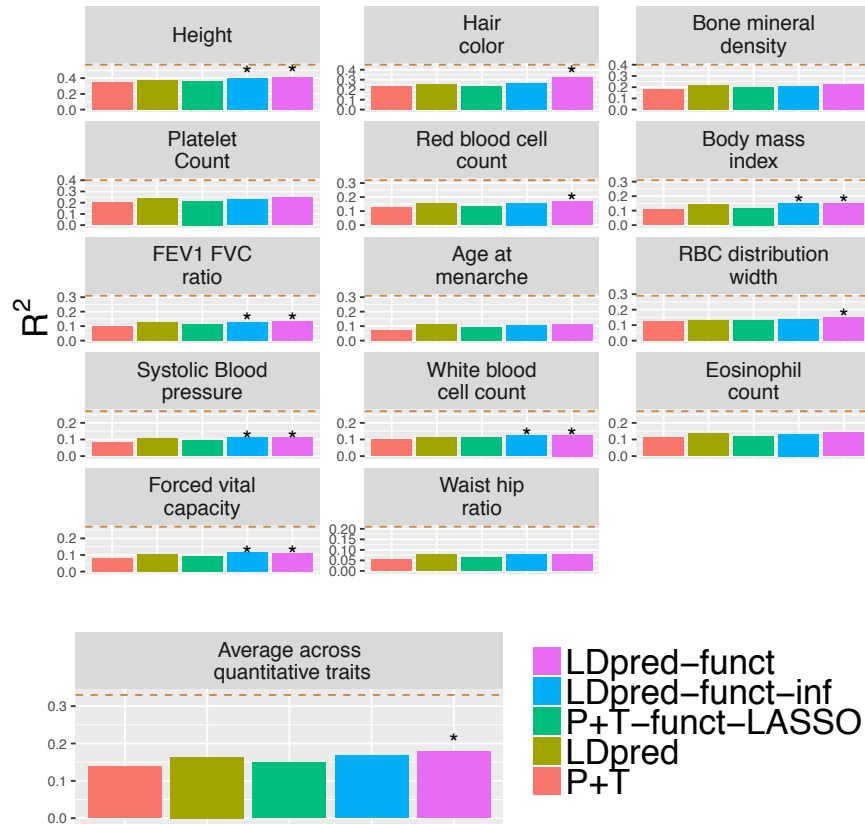 Height
Hair
color
Bone mineral
density
*
*
*
0.4
0.3
0.2
0.1
0.0
0.4
0.2
0.0
0.4
0.3
0.2
0.1
0.0
Platelet
Count
Red blood cell
count
Body mass
index
0.4
0.3
0.2
0.1
0.0
0.3
0.2
0.1
0.0
*
0.3
0.2
0.1
0.0
*
*
FEV1 FVC
ratio
Age at
menarche
RBC distribution
width
R²
0.3
0.2
0.1
0.0
*
*
0.3
0.2
0.1
0.0
0.3
0.2
0.1
0.0
*
Systolic Blood
pressure
White blood
cell count
Eosinophil
count
0.2
0.1
0.0
*
*
0.2
0.1
0.0
*
*
0.2
0.1
0.0
Forced vital
capacity
Waist hip
ratio
0.2
0.1
0.0
*
*
0.20
0.15
0.10
0.05
0.00
Average across
quantitative traits
0.3
0.2
0.1
0.0
*
LDpred−funct
LDpred−funct−inf
P+T−funct−LASSO
LDpred
P+T